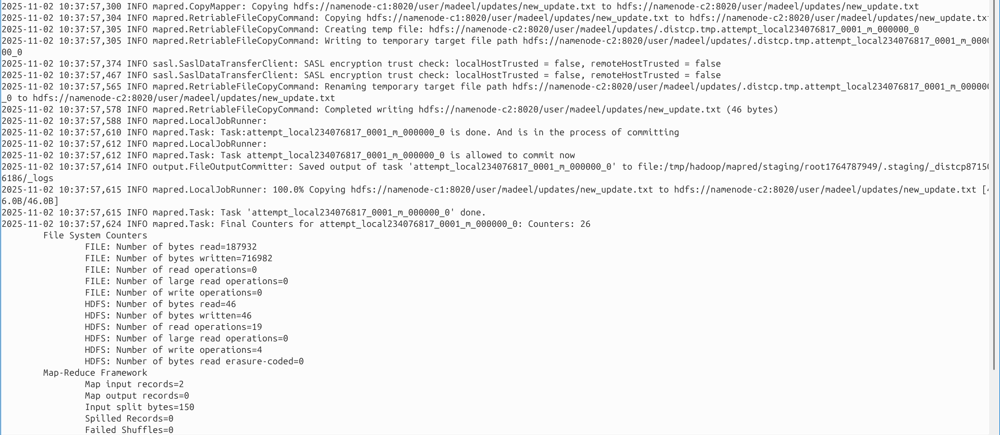 2025-11-02 10:37:57,300 INFO mapred.CopyMapper: Copying hdfs://namenode-c1:8020/user/madeel/updates/new_update.txt to hdfs://namenode-c2:8020/user/madeel/updates/new_update.txt
2025-11-02 10:37:57,304 INFO mapred.RetriableFileCopyCommand: Copying hdfs://namenode-c1:8020/user/madeel/updates/new_update.txt to hdfs://namenode-c2:8020/user/madeel/updates/new_update.txt
2025-11-02 10:37:57,305 INFO mapred.RetriableFileCopyCommand: Creating temp file: hdfs://namenode-c2:8020/user/madeel/updates/.distcp.tmp.attempt_local234076817_0001_m_000000_0
2025-11-02 10:37:57,305 INFO mapred.RetriableFileCopyCommand: Writing to temporary target file path hdfs://namenode-c2:8020/user/madeel/updates/.distcp.tmp.attempt_local234076817_0001_m_0000
00_0
2025-11-02 10:37:57,374 INFO sasl.SaslDataTransferClient: SASL encryption trust check: localHostTrusted = false, remoteHostTrusted = false
2025-11-02 10:37:57,467 INFO sasl.SaslDataTransferClient: SASL encryption trust check: localHostTrusted = false, remoteHostTrusted = false
2025-11-02 10:37:57,565 INFO mapred.RetriableFileCopyCommand: Renaming temporary target file path hdfs://namenode-c2:8020/user/madeel/updates/.distcp.tmp.attempt_local234076817_0001_m_000000
_0 to hdfs://namenode-c2:8020/user/madeel/updates/new_update.txt
2025-11-02 10:37:57,578 INFO mapred.RetriableFileCopyCommand: Completed writing hdfs://namenode-c2:8020/user/madeel/updates/new_update.txt (46 bytes)
2025-11-02 10:37:57,588 INFO mapred.LocalJobRunner:
2025-11-02 10:37:57,610 INFO mapred.Task: Task:attempt_local234076817_0001_m_000000_0 is done. And is in the process of committing
2025-11-02 10:37:57,612 INFO mapred.LocalJobRunner:
2025-11-02 10:37:57,612 INFO mapred.Task: Task attempt_local234076817_0001_m_000000_0 is allowed to commit now
2025-11-02 10:37:57,614 INFO output.FileOutputCommitter: Saved output of task 'attempt_local234076817_0001_m_000000_0' to file:/tmp/hadoop/mapred/staging/root1764787949/.staging/_distcp87150
6186/_logs
2025-11-02 10:37:57,615 INFO mapred.LocalJobRunner: 100.0% Copying hdfs://namenode-c1:8020/user/madeel/updates/new_update.txt to hdfs://namenode-c2:8020/user/madeel/updates/new_update.txt [4
6.0B/46.0B]
2025-11-02 10:37:57,615 INFO mapred.Task: Task 'attempt_local234076817_0001_m_000000_0' done.
2025-11-02 10:37:57,624 INFO mapred.Task: Final Counters for attempt_local234076817_0001_m_000000_0: Counters: 26
File System Counters
FILE: Number of bytes read=187932
FILE: Number of bytes written=716982
FILE: Number of read operations=0
FILE: Number of large read operations=0
FILE: Number of write operations=0
HDFS: Number of bytes read=46
HDFS: Number of bytes written=46
HDFS: Number of read operations=19
HDFS: Number of large read operations=0
HDFS: Number of write operations=4
HDFS: Number of bytes read erasure-coded=0
Map-Reduce Framework
Map input records=2
Map output records=0
Input split bytes=150
Spilled Records=0
Failed Shuffles=0